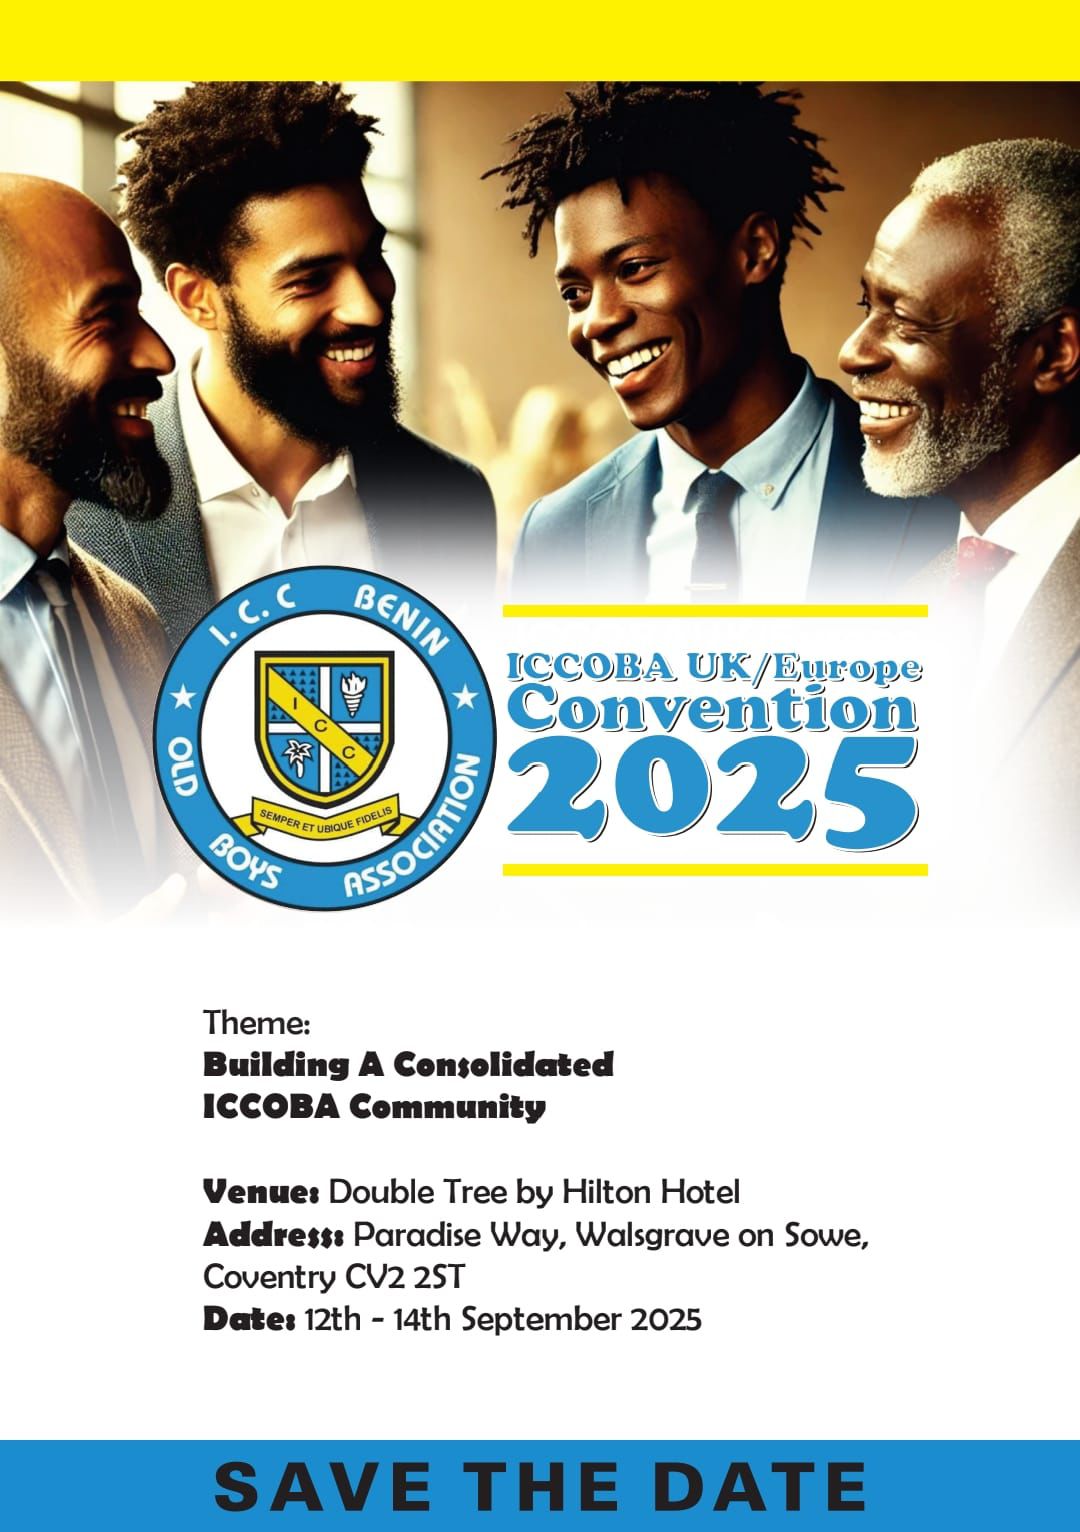 I. C. C BENIN
OLD BOYS ASSOCIATION
I C C
SEMPER ET UBIQUE FIDELIS
ICCOBA UK/Europe
Convention
2025
Theme:
Building A Consolidated
ICCOBA Community
Venue: Double Tree by Hilton Hotel
Address: Paradise Way, Walsgrave on Sowe,
Coventry CV2 2ST
Date: 12th - 14th September 2025
SAVE THE DATE